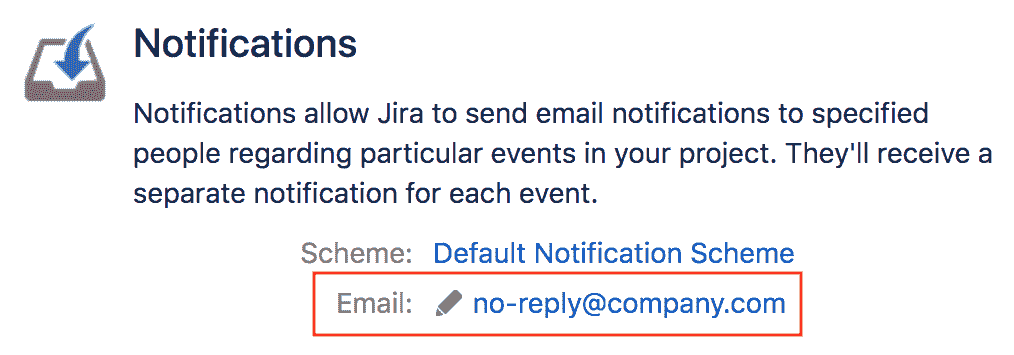 Notifications
Notifications allow Jira to send email notifications to specified
people regarding particular events in your project. They'll receive a
separate notification for each event.
Scheme: Default Notification Scheme
Email: no-reply@company.com